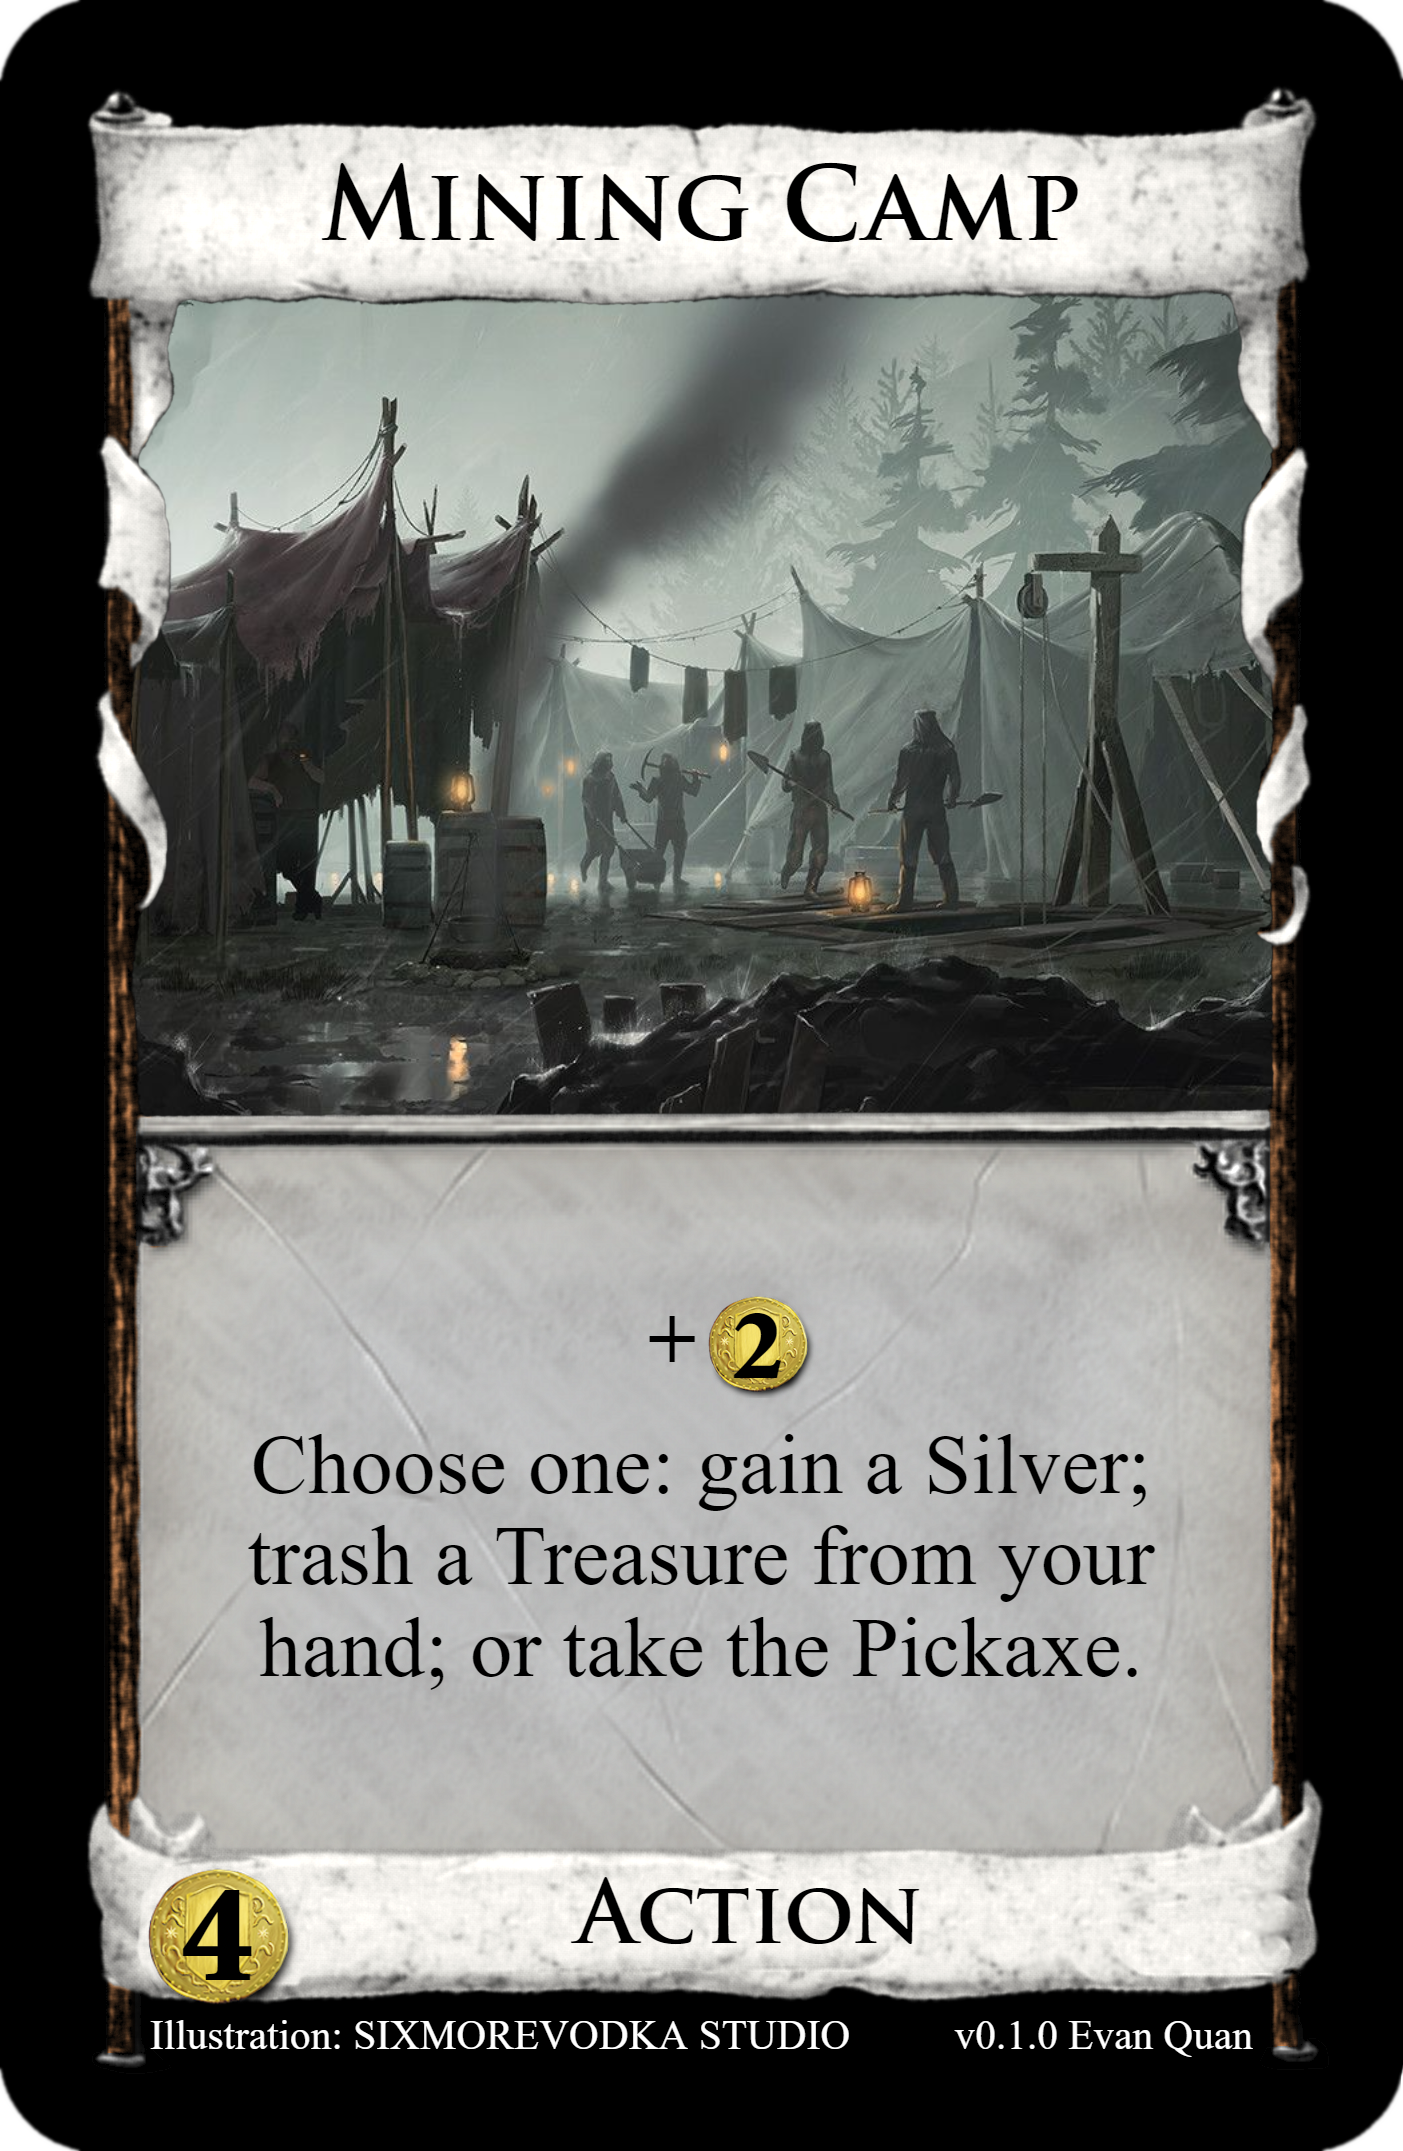 Mining Camp
+2
Choose one: gain a Silver;
trash a Treasure from your
hand; or take the Pickaxe.
4
Action
Illustration: SIXMOREVODKA STUDIO
v0.1.0 Evan Quan